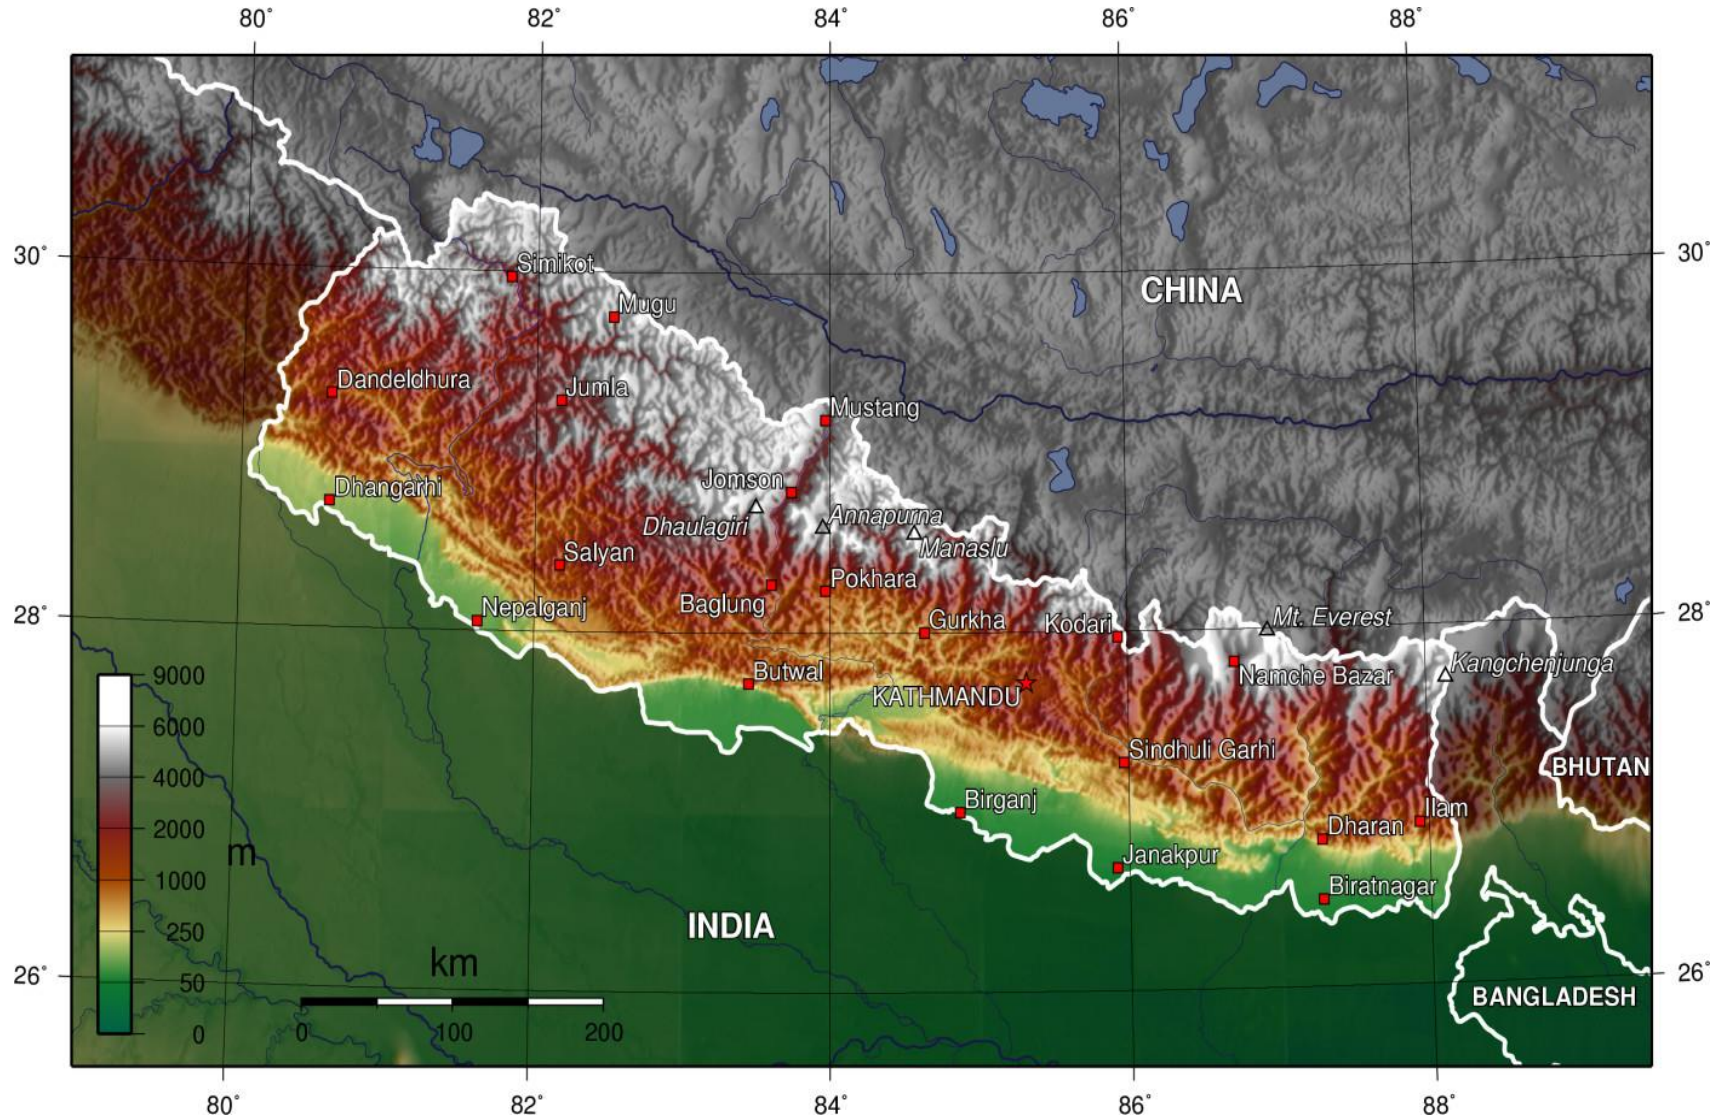 80°
82°
84°
86°
88°
30°
30°
CHINA
Simikot
Mugu
Dandeldhura
Jumla
Mustang
Jomson
Dhangarhi
Dhaulagiri
Annapurna
Manaslu
Salyan
Pokhara
Baglung
Nepalganj
Gurkha
Kodari
Mt. Everest
28°
28°
Butwal
KATHMANDU
Namche Bazar
Kangchenjunga
Sindhuli Garhi
BHUTAN
Birganj
Dharan
Ilam
Janakpur
Biratnagar
INDIA
BANGLADESH
9000
6000
4000
2000
m
1000
250
50
0
km
0
100
200
26°
26°
80°
82°
84°
86°
88°